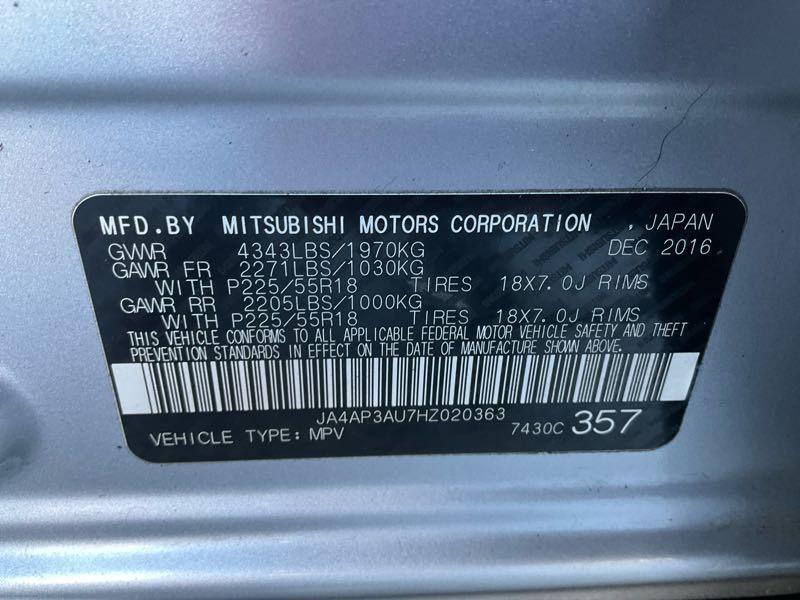 MFD.BY MITSUBISHI MOTORS CORPORATION , JAPAN
GVWR 4343LBS/1970KG DEC 2016
GAWR FR 2271LBS/1030KG
WITH P225/55R18 TIRES 18X7.0J RIMS
GAWR RR 2205LBS/1000KG
WITH P225/55R18 TIRES 18X7.0J RIMS
THIS VEHICLE CONFORMS TO ALL APPLICABLE FEDERAL MOTOR VEHICLE SAFETY AND THEFT
PREVENTION STANDARDS IN EFFECT ON THE DATE OF MANUFACTURE SHOWN ABOVE.
JA4AP3AU7HZ020363
VEHICLE TYPE: MPV 7430C 357